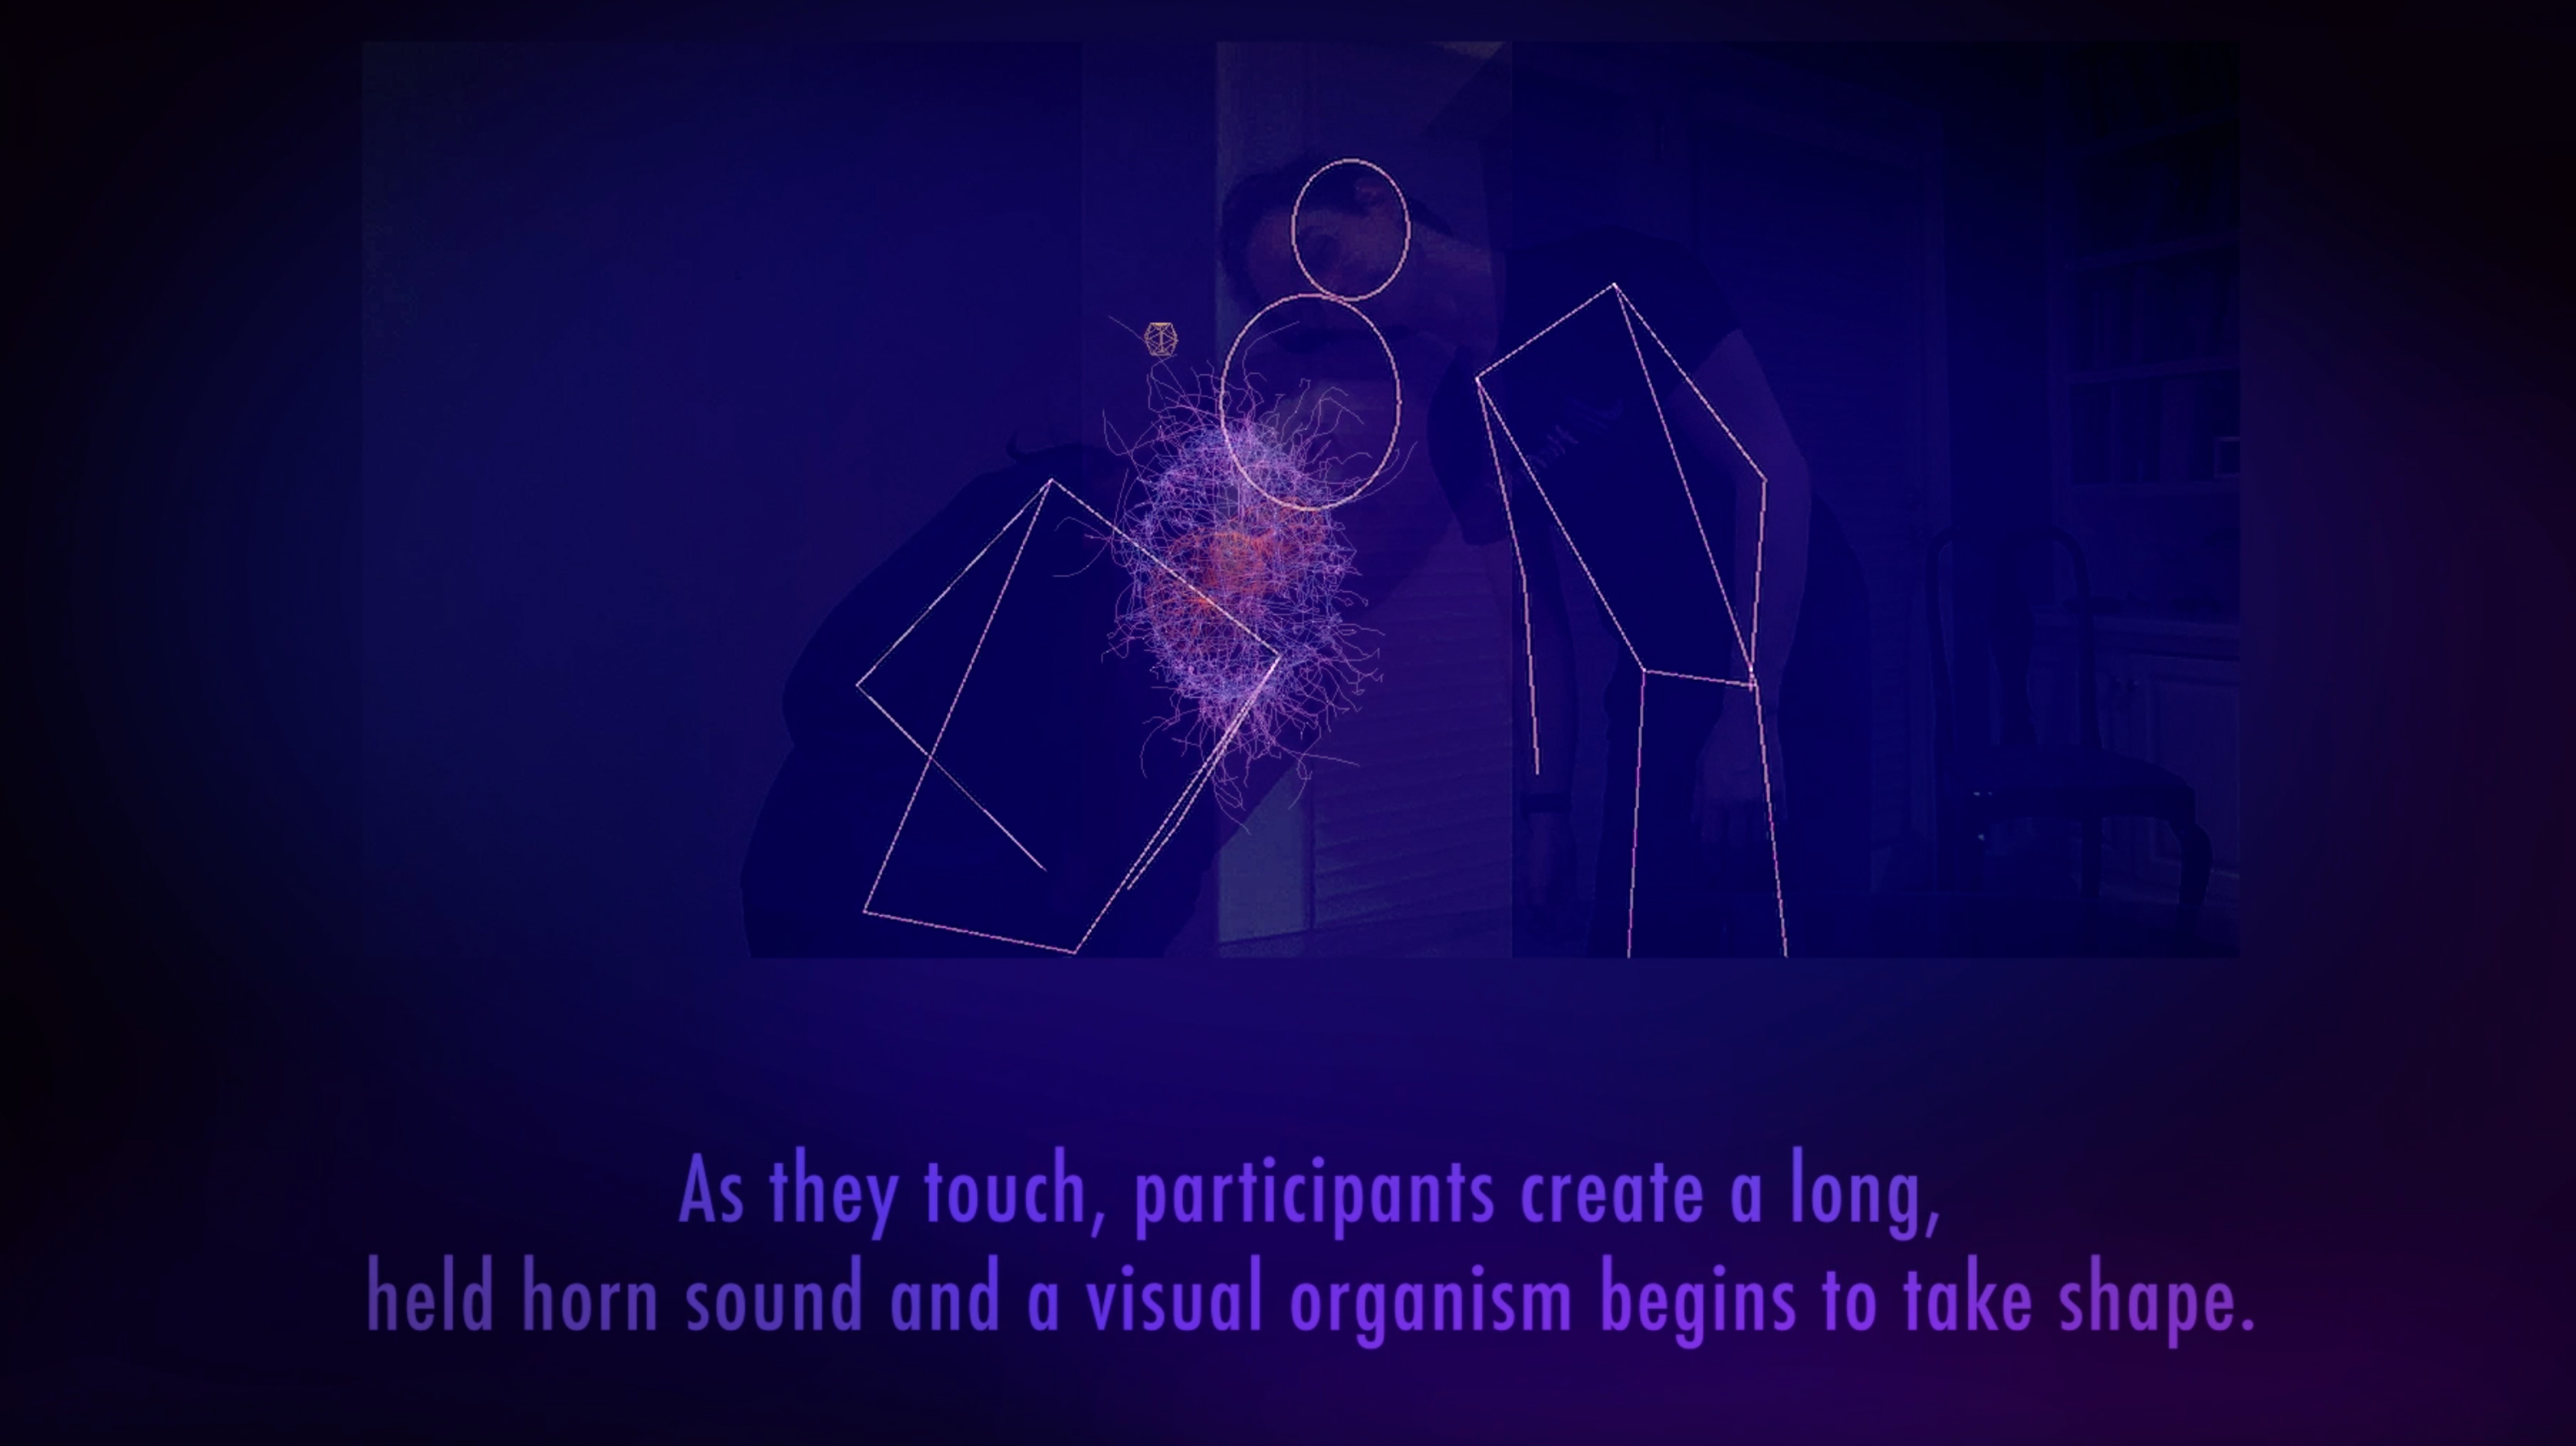 As they touch, participants create a long,
held horn sound and a visual organism begins to take shape.